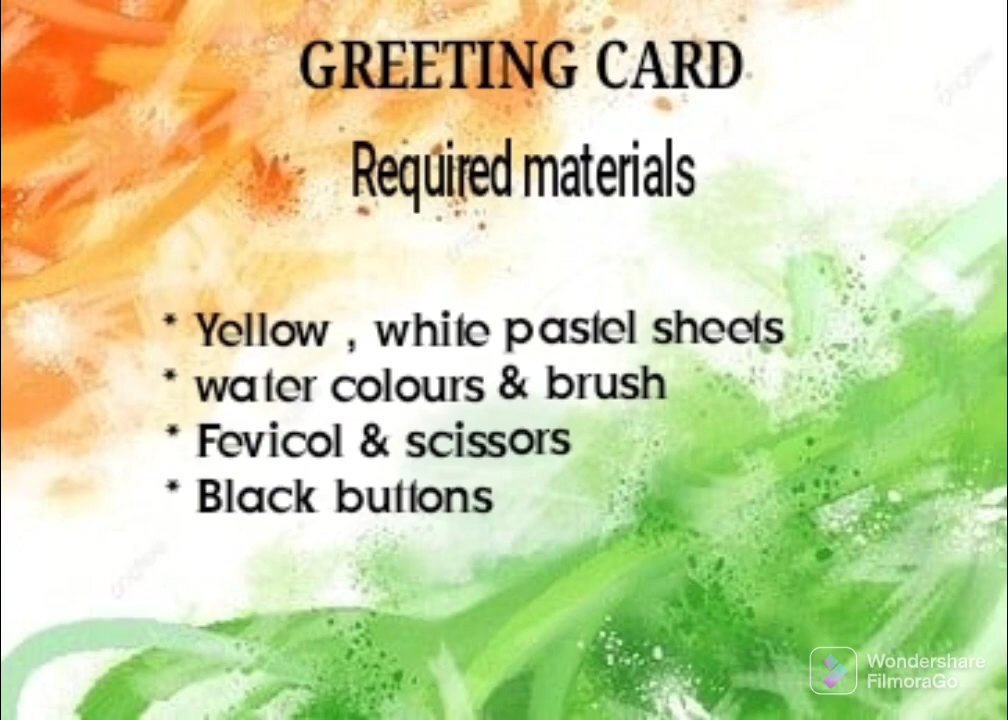 GREETING CARD
Required materials
* Yellow , white pastel sheets
* water colours & brush
* Fevicol & scissors
* Black buttons
Wondershare
FilmoraGo